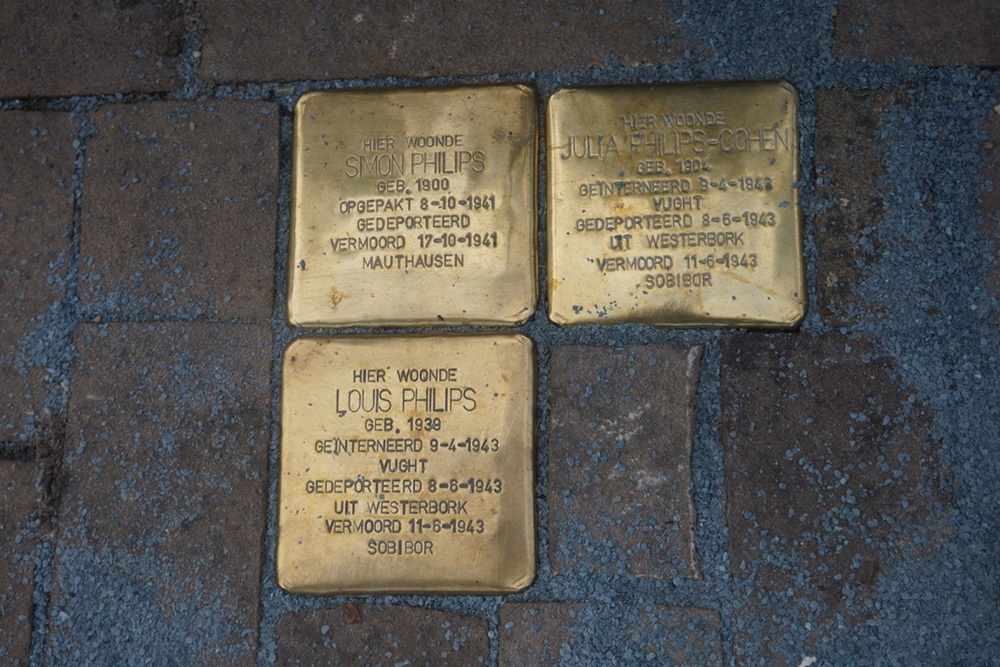 HIER WOONDE
SIMON PHILIPS
GEB. 1900
OPGEPAKT 8-10-1941
GEDEPORTEERD
VERMOORD 17-10-1941
MAUTHAUSEN
HIER WOONDE
JULIA PHILIPS-COHEN
GEB. 1904
GEÏNTERNEERD 9-4-1943
VUGHT
GEDEPORTEERD 8-6-1943
UIT WESTERBORK
VERMOORD 11-6-1943
SOBIBOR
HIER WOONDE
LOUIS PHILIPS
GEB. 1939
GEÏNTERNEERD 9-4-1943
VUGHT
GEDEPORTEERD 8-6-1943
UIT WESTERBORK
VERMOORD 11-6-1943
SOBIBOR